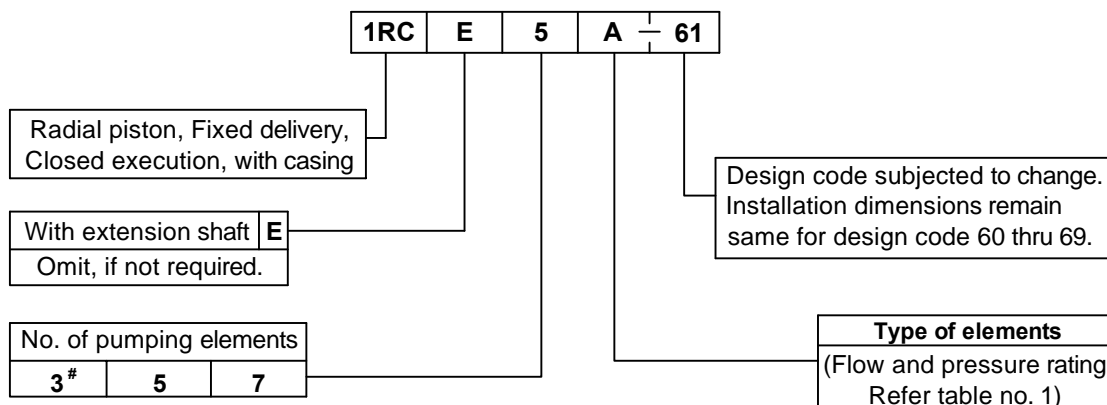 1RC E 5 A – 61
Radial piston, Fixed delivery,
Closed execution, with casing
With extension shaft E
Omit, if not required.
No. of pumping elements
3# 5 7
Design code subjected to change.
Installation dimensions remain
same for design code 60 thru 69.
Type of elements
(Flow and pressure rating
Refer table no. 1)